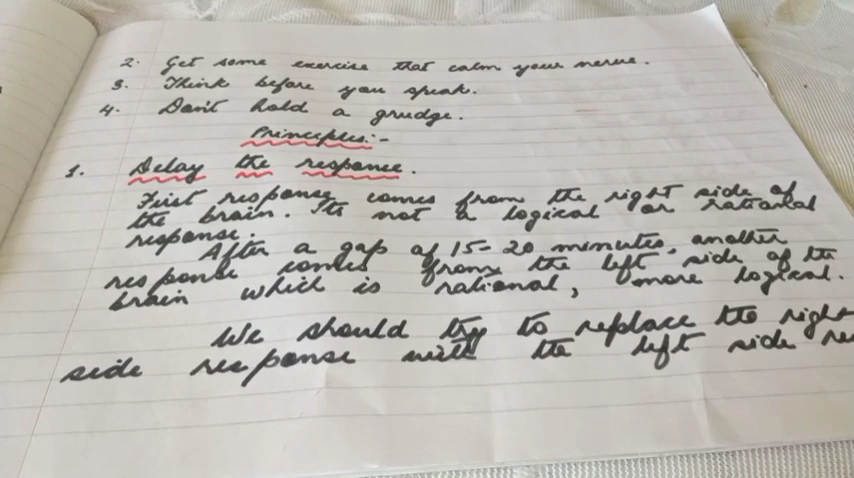 2. Get some exercise that calm your nerve.
3. Think before you speak.
4. Don't hold a grudge.
Principles:-
1. Delay the response.
First response comes from the right side of
the brain. Its not a logical or rational
response.
After a gap of 15-20 minutes, another
response comes from the left side of the
brain which is rational, more logical.
We should try to replace the right
side response with the left side res